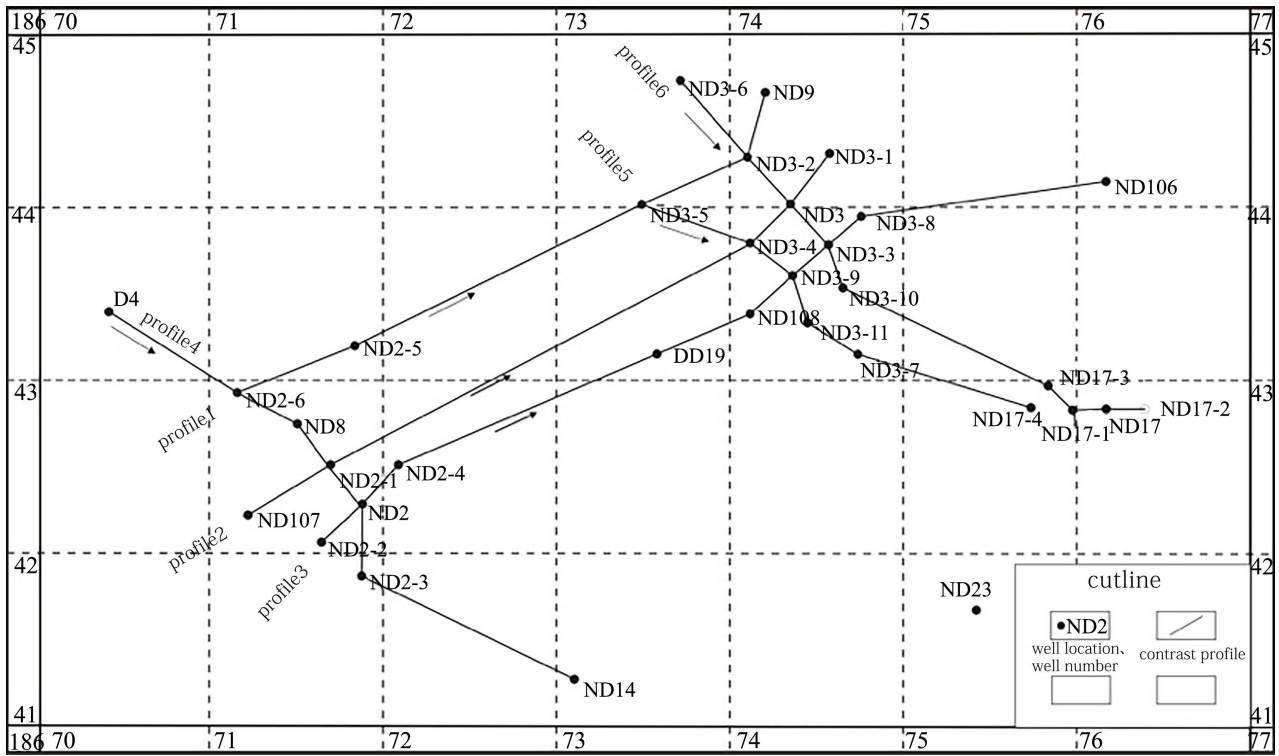 186 70 71 72 73 74 75 76 77
45 45
profile6
ND3-6
ND9
profile5
ND3-2
ND3-1
ND106
44 44
ND3-5
ND3
ND3-8
ND3-4
ND3-3
ND3-9
D4
ND3-10
profile4
ND108
ND3-11
ND2-5
DD19
ND3-7
43 43
ND17-3
ND2-6
ND17-2
profile1
ND8
ND17-4
ND17-1
ND17
ND2-1
ND2-4
ND107
ND2
profile2
ND2-2
42 42
profile3
ND2-3
ND23
cutline
ND2
well location、
well number
contrast profile
ND14
41 41
186 70 71 72 73 74 75 76 77